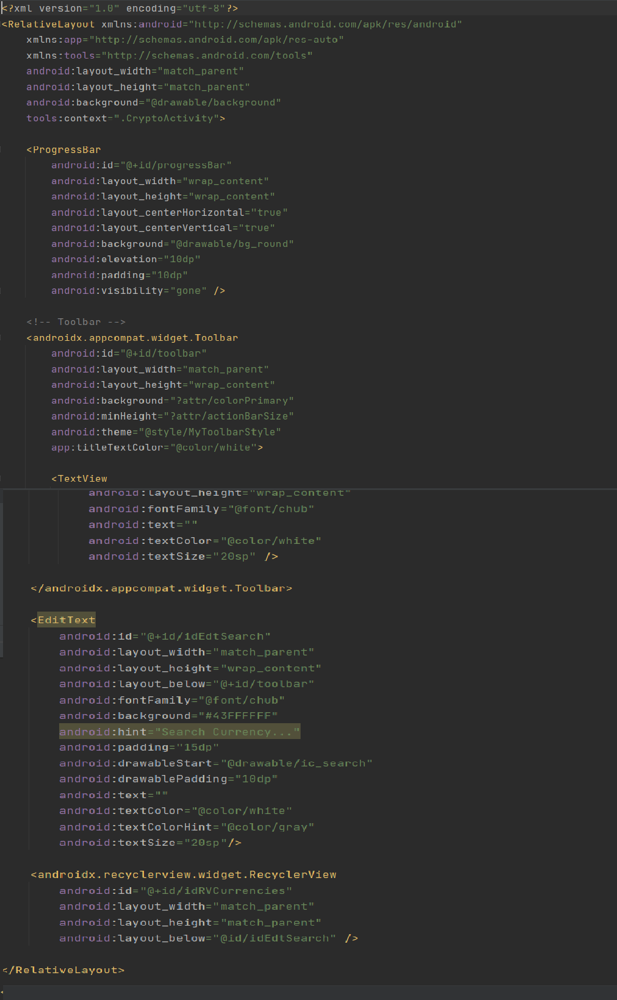 <?xml version="1.0" encoding="utf-8"?>
<RelativeLayout xmlns:android="http://schemas.android.com/apk/res/android"
    xmlns:app="http://schemas.android.com/apk/res-auto"
    xmlns:tools="http://schemas.android.com/tools"
    android:layout_width="match_parent"
    android:layout_height="match_parent"
    android:background="@drawable/background"
    tools:context=".CryptoActivity">

    <ProgressBar
        android:id="@+id/progressBar"
        android:layout_width="wrap_content"
        android:layout_height="wrap_content"
        android:layout_centerHorizontal="true"
        android:layout_centerVertical="true"
        android:background="@drawable/bg_round"
        android:elevation="10dp"
        android:padding="10dp"
        android:visibility="gone" />

    <!-- Toolbar -->
    <androidx.appcompat.widget.Toolbar
        android:id="@+id/toolbar"
        android:layout_width="match_parent"
        android:layout_height="wrap_content"
        android:background="?attr/colorPrimary"
        android:minHeight="?attr/actionBarSize"
        android:theme="@style/MyToolbarStyle"
        app:titleTextColor="@color/white">

        <TextView
            android:layout_height="wrap_content"
            android:fontFamily="@font/chub"
            android:text=""
            android:textColor="@color/white"
            android:textSize="20sp" />

    </androidx.appcompat.widget.Toolbar>

    <EditText
        android:id="@+id/idEdtSearch"
        android:layout_width="match_parent"
        android:layout_height="wrap_content"
        android:layout_below="@+id/toolbar"
        android:fontFamily="@font/chub"
        android:background="#43FFFFFF"
        android:hint="Search Currency..."
        android:padding="15dp"
        android:drawableStart="@drawable/ic_search"
        android:drawablePadding="10dp"
        android:text=""
        android:textColor="@color/white"
        android:textColorHint="@color/gray"
        android:textSize="20sp"/>

    <androidx.recyclerview.widget.RecyclerView
        android:id="@+id/idRVCurrencies"
        android:layout_width="match_parent"
        android:layout_height="match_parent"
        android:layout_below="@id/idEdtSearch" />

</RelativeLayout>